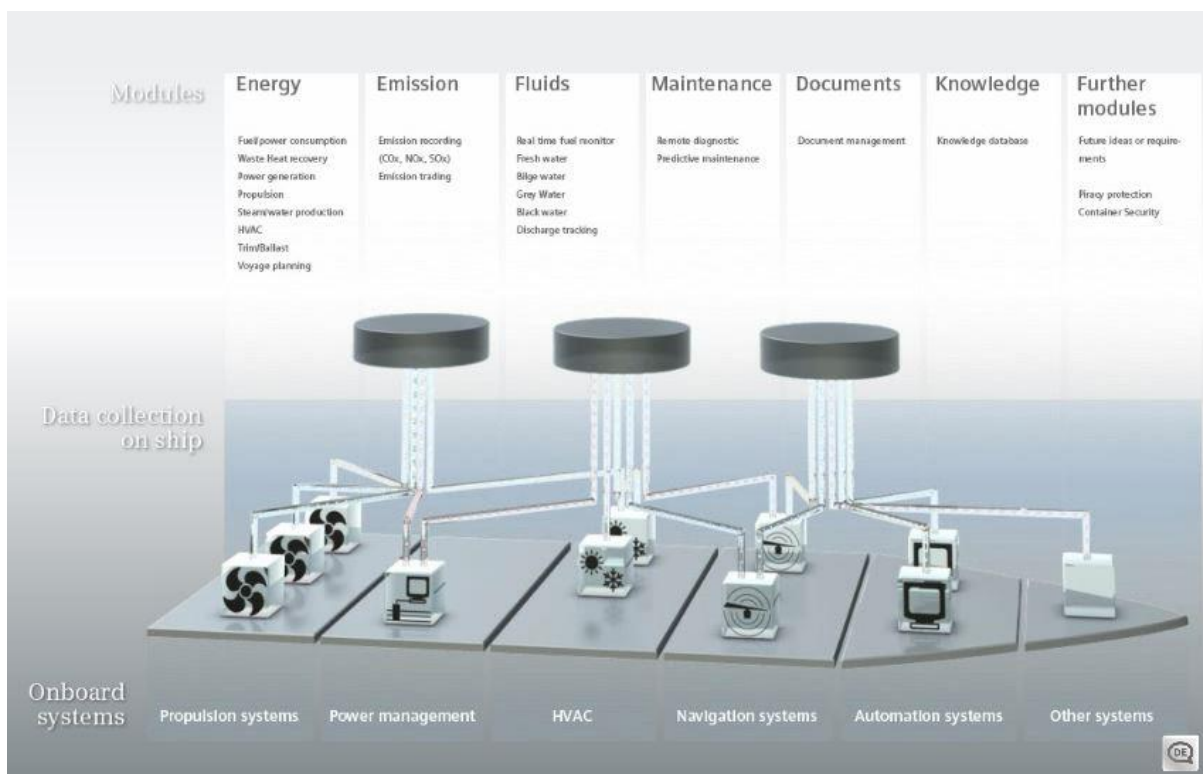 Modules
Energy
Fuel/power consumption
Waste Heat recovery
Power generation
Propulsion
Steam/water production
HVAC
Trim/Ballast
Voyage planning
Emission
Emission recording
(COx, NOx, SOx)
Emission trading
Fluids
Real time fuel monitor
Fresh water
Bilge water
Grey Water
Black water
Discharge tracking
Maintenance
Remote diagnostic
Predictive maintenance
Documents
Document management
Knowledge
Knowledge database
Further
modules
Future ideas or require-
ments
Piracy protection
Container Security
Data collection
on ship
Onboard
systems
Propulsion systems
Power management
HVAC
Navigation systems
Automation systems
Other systems
DE